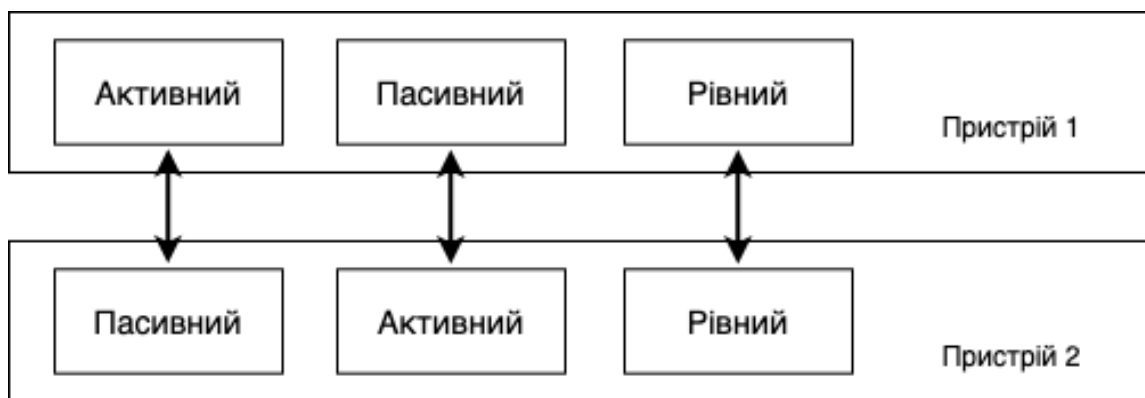 Активний
Пасивний
Рівний
Пристрій 1
Пасивний
Активний
Рівний
Пристрій 2